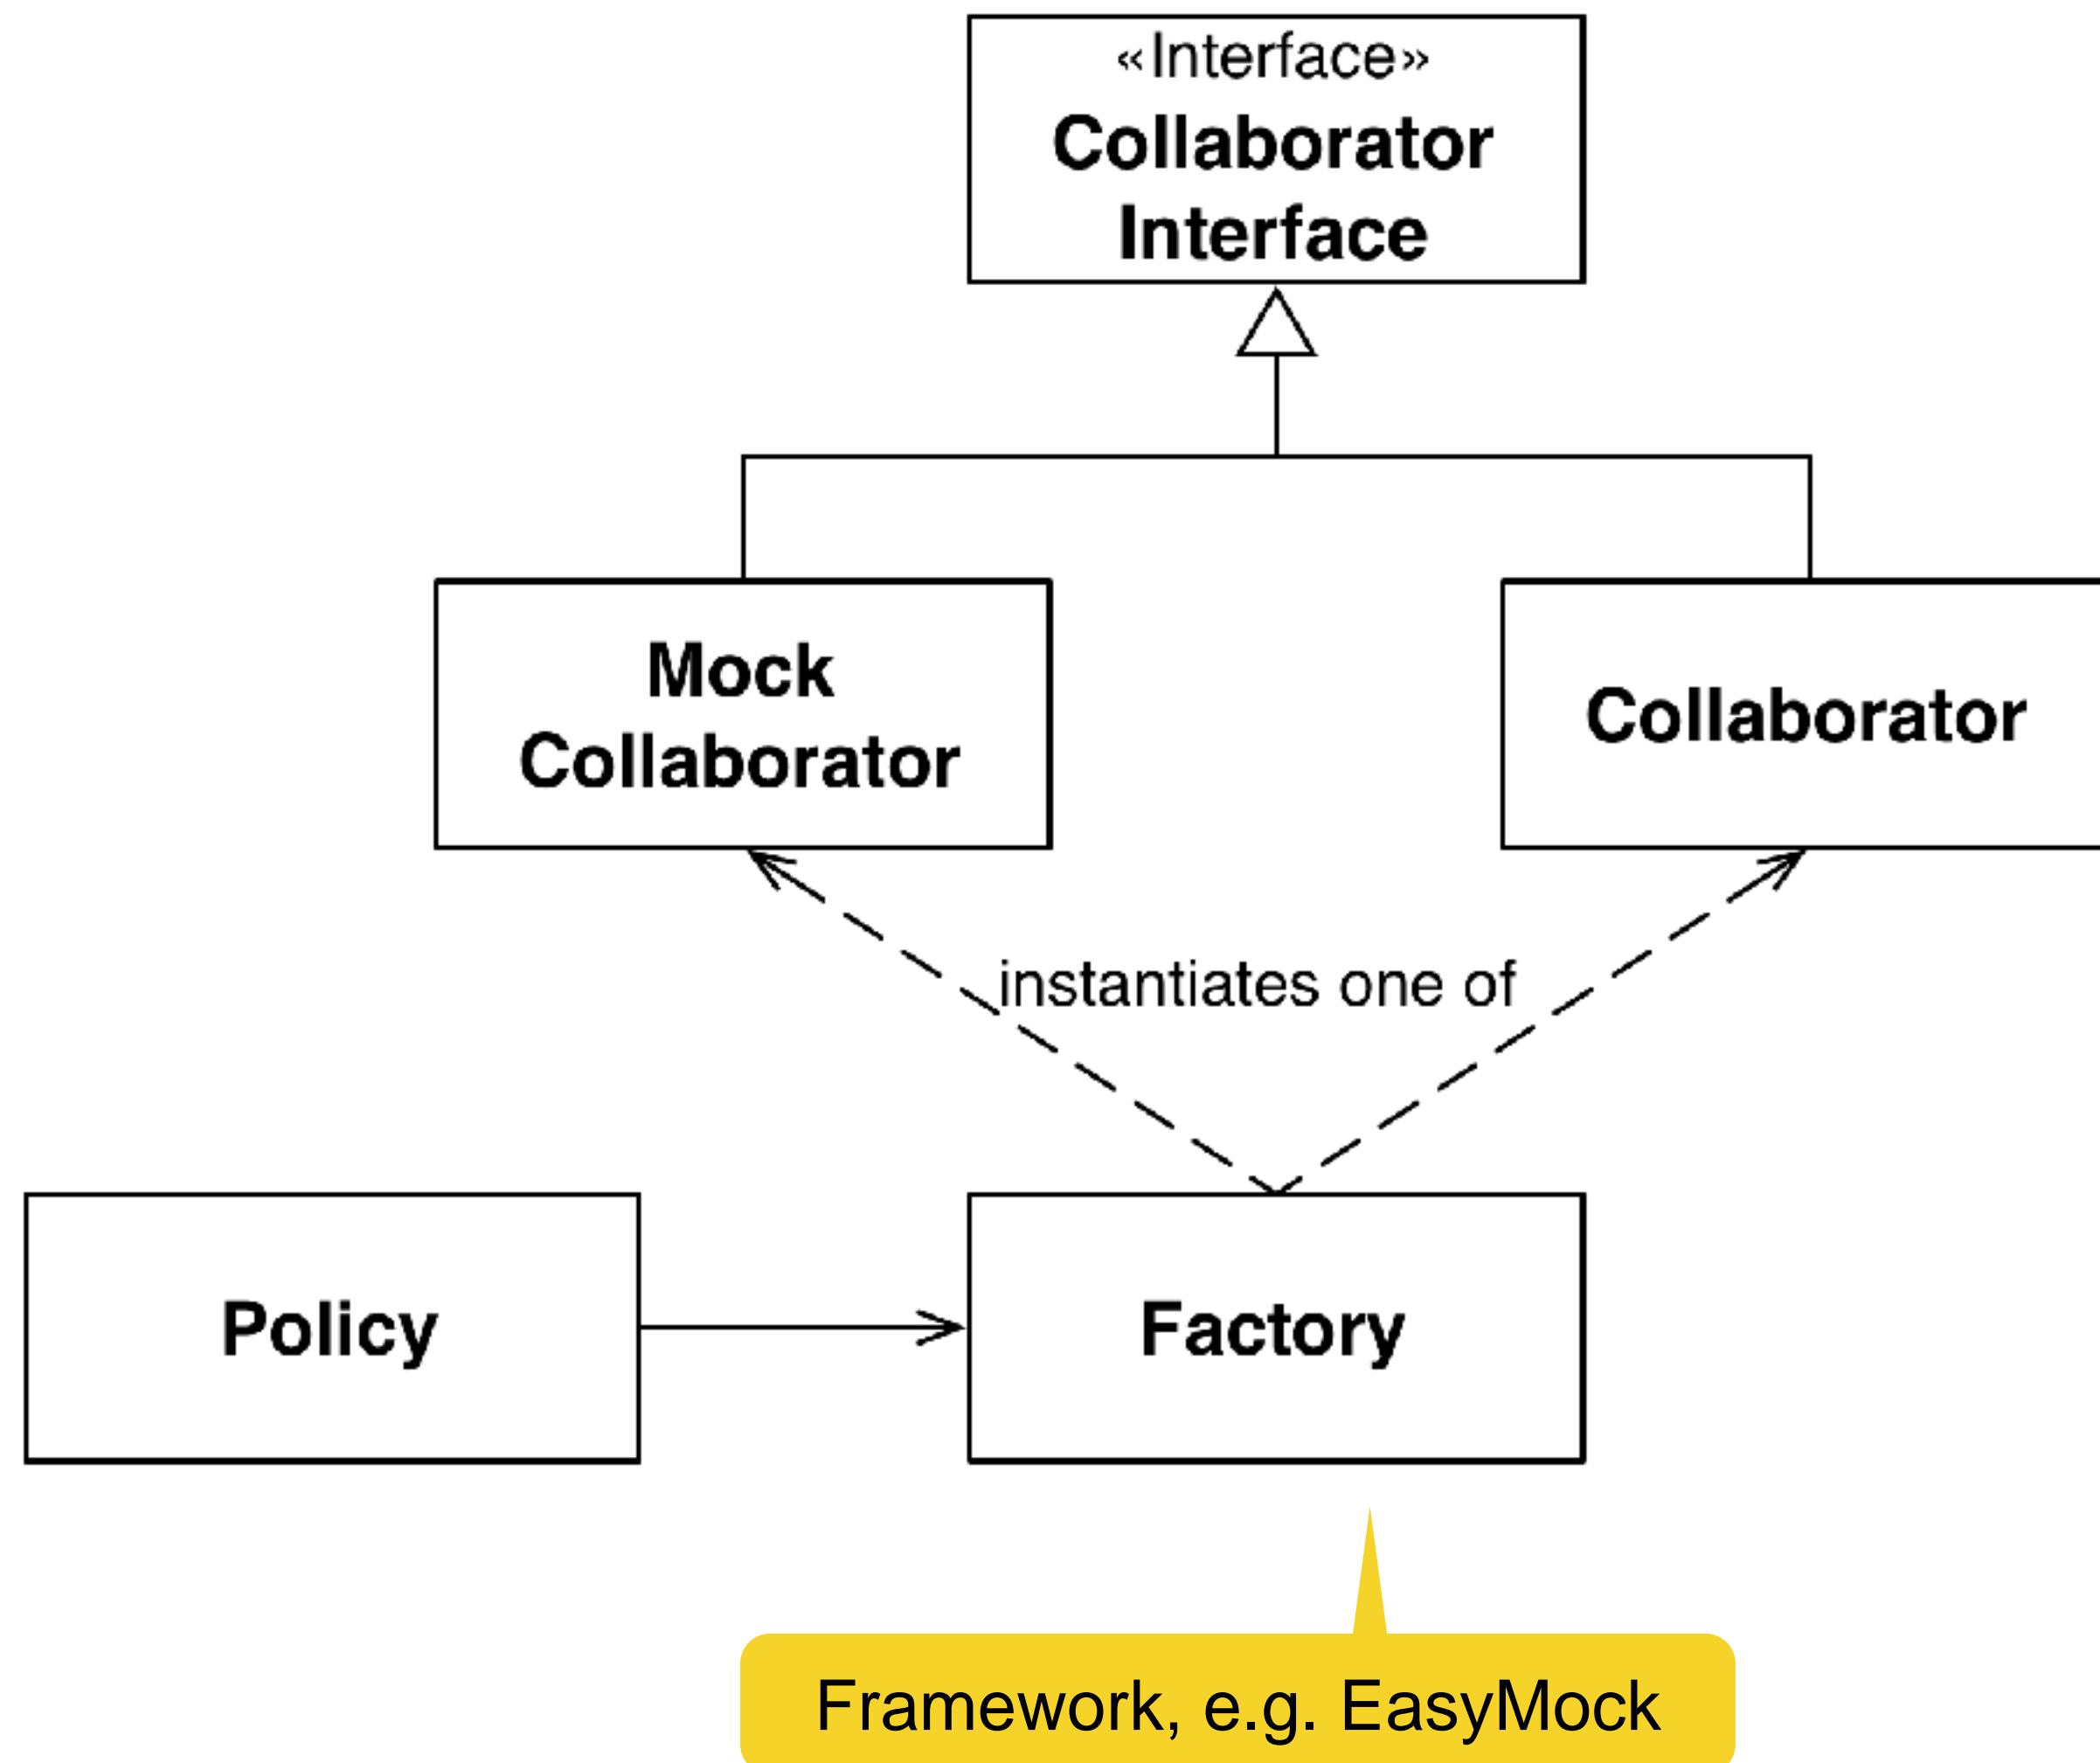 «Interface»
Collaborator
Interface
Mock
Collaborator
Collaborator
instantiates one of
Policy
Factory
Framework, e.g. EasyMock